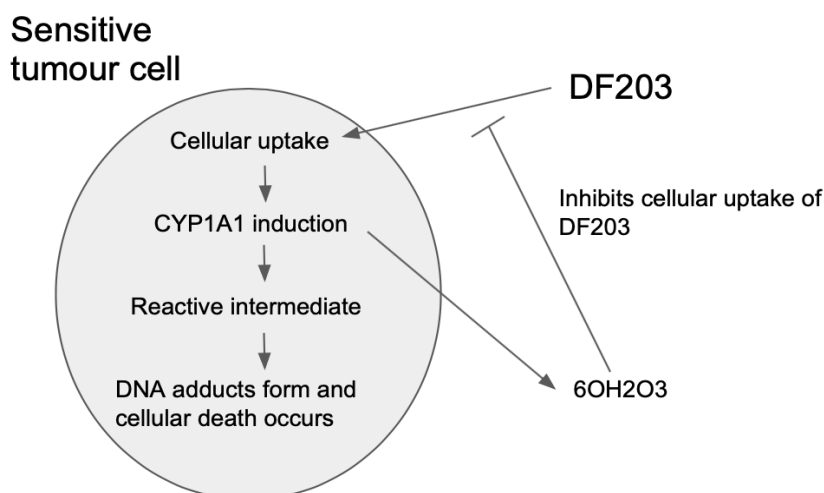 Sensitive
tumour cell
DF203
Cellular uptake
CYP1A1 induction
Inhibits cellular uptake of
DF203
Reactive intermediate
DNA adducts form and
cellular death occurs
6OH2O3